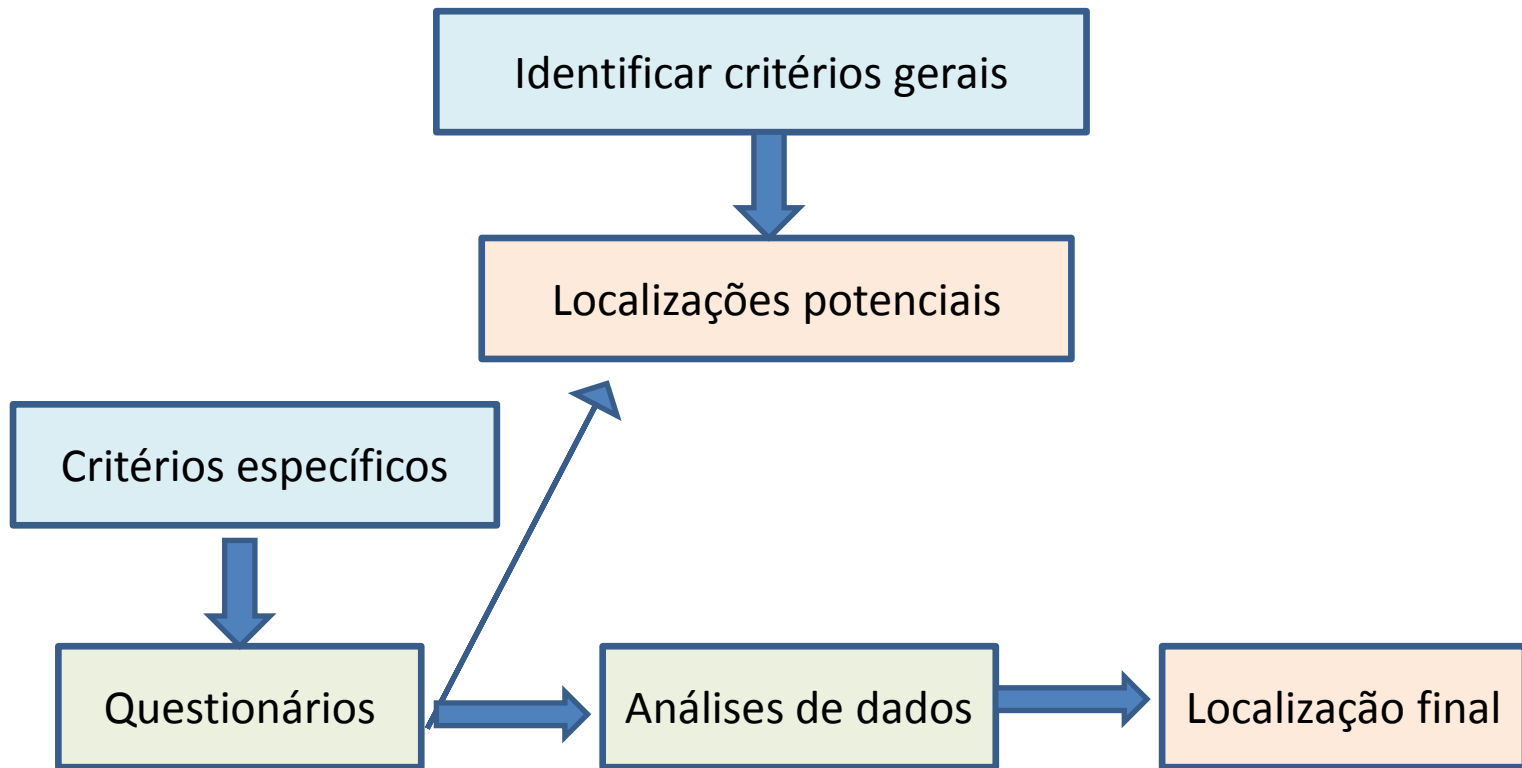 Identificar critérios gerais
Localizações potenciais
Critérios específicos
Questionários
Análises de dados
Localização final